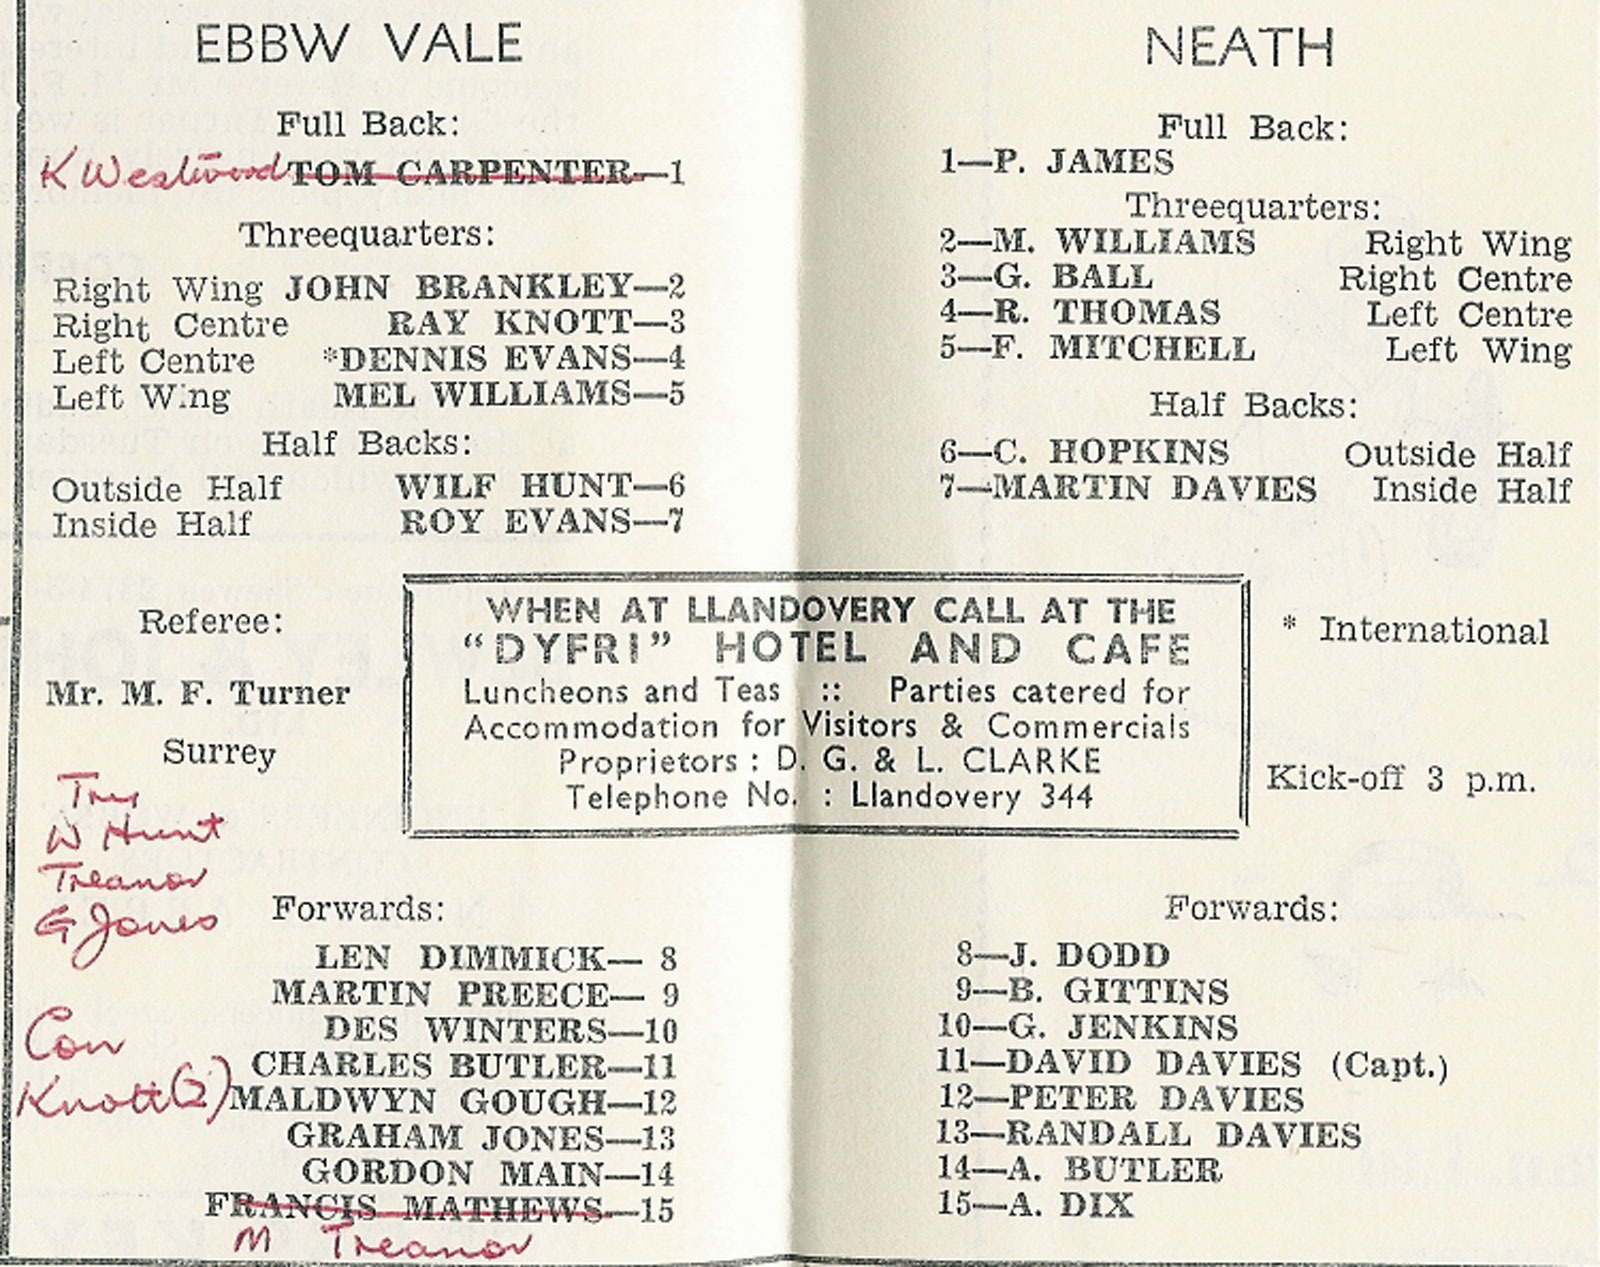 EBBW VALE
Full Back:
K Westwood TOM CARPENTER—1
Threequarters:
Right Wing JOHN BRANKLEY—2
Right Centre RAY KNOTT—3
Left Centre *DENNIS EVANS—4
Left Wing MEL WILLIAMS—5
Half Backs:
Outside Half WILF HUNT—6
Inside Half ROY EVANS—7
NEATH
Full Back:
1—P. JAMES
Threequarters:
2—M. WILLIAMS Right Wing
3—G. BALL Right Centre
4—R. THOMAS Left Centre
5—F. MITCHELL Left Wing
Half Backs:
6—C. HOPKINS Outside Half
7—MARTIN DAVIES Inside Half
Referee:
Mr. M. F. Turner
Surrey
WHEN AT LLANDOVERY CALL AT THE
"DYFRI" HOTEL AND CAFE
Luncheons and Teas :: Parties catered for
Accommodation for Visitors & Commercials
Proprietors : D. G. & L. CLARKE
Telephone No. : Llandovery 344
* International
Kick-off 3 p.m.
Try
W Hunt
Treanor
G Jones
Con
Knott (2)
Forwards:
LEN DIMMICK— 8
MARTIN PREECE— 9
DES WINTERS—10
CHARLES BUTLER—11
MALDWYN GOUGH—12
GRAHAM JONES—13
GORDON MAIN—14
FRANCIS MATHEWS—15
M Treanor
Forwards:
8—J. DODD
9—B. GITTINS
10—G. JENKINS
11—DAVID DAVIES (Capt.)
12—PETER DAVIES
13—RANDALL DAVIES
14—A. BUTLER
15—A. DIX